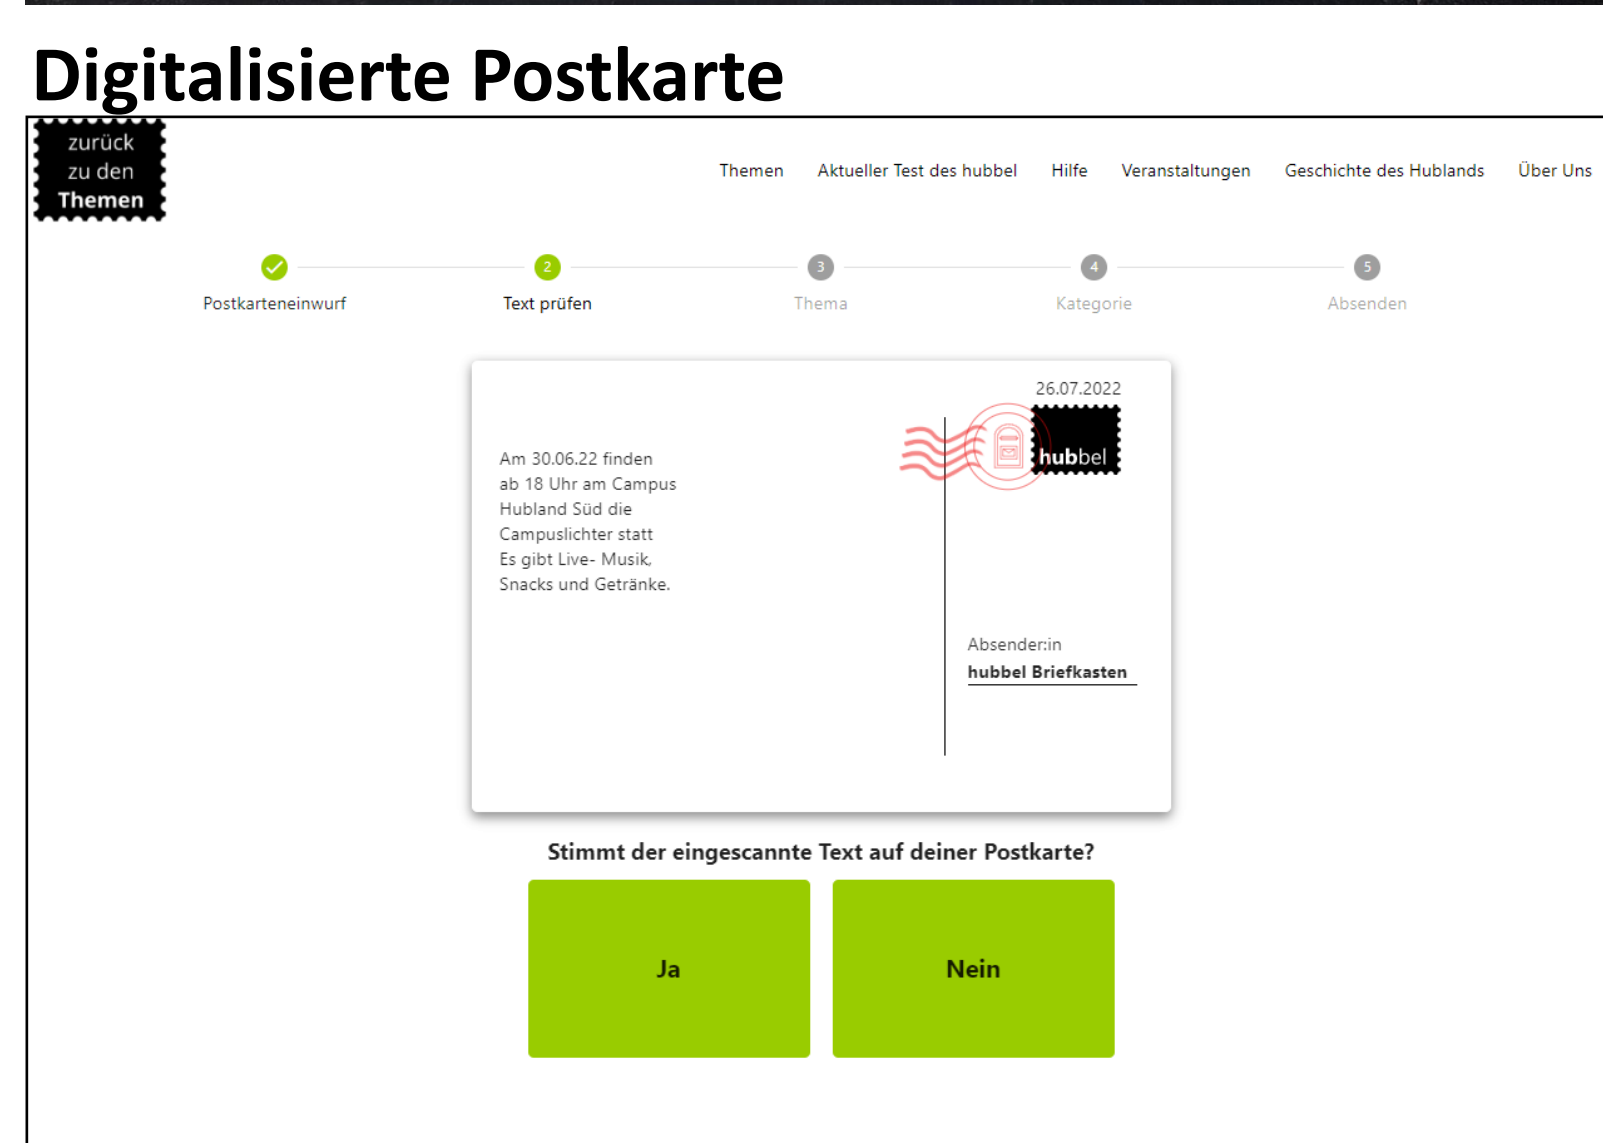 Digitalisierte Postkarte
zurück
zu den
Themen
Themen Aktueller Test des hubbel Hilfe Veranstaltungen Geschichte des Hublands Über Uns
2 3 4 5
Postkarteneinwurf Text prüfen Thema Kategorie Absenden
26.07.2022
hubbel
Am 30.06.22 finden
ab 18 Uhr am Campus
Hubland Süd die
Campuslichter statt
Es gibt Live- Musik,
Snacks und Getränke.
Absender:in
hubbel Briefkasten
Stimmt der eingescannte Text auf deiner Postkarte?
Ja Nein